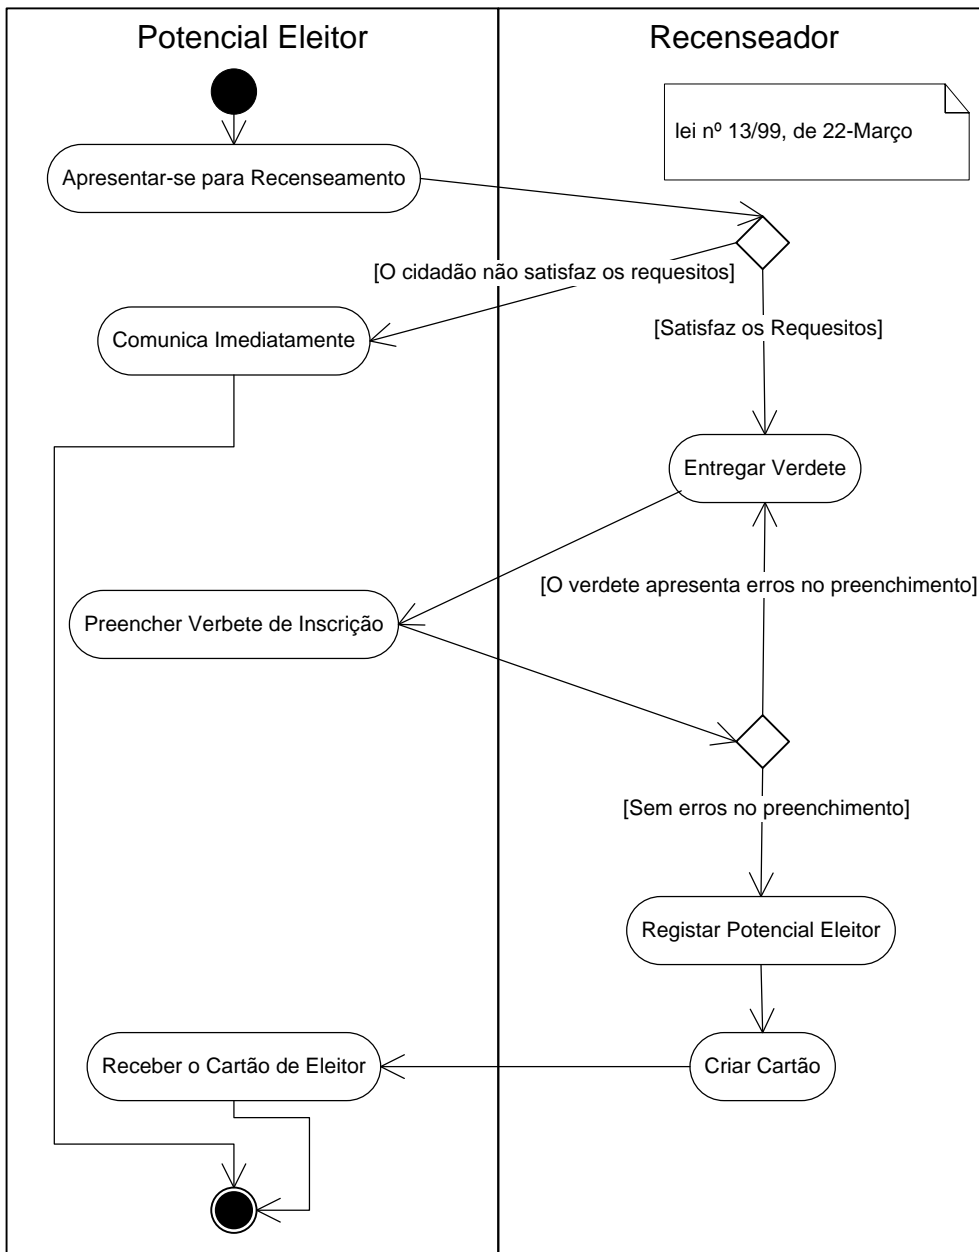 Potencial Eleitor
Recenseador
lei nº 13/99, de 22-Março
Apresentar-se para Recenseamento
[O cidadão não satisfaz os requesitos]
Comunica Imediatamente
[Satisfaz os Requesitos]
Entregar Verdete
[O verdete apresenta erros no preenchimento]
Preencher Verbete de Inscrição
[Sem erros no preenchimento]
Registar Potencial Eleitor
Receber o Cartão de Eleitor
Criar Cartão